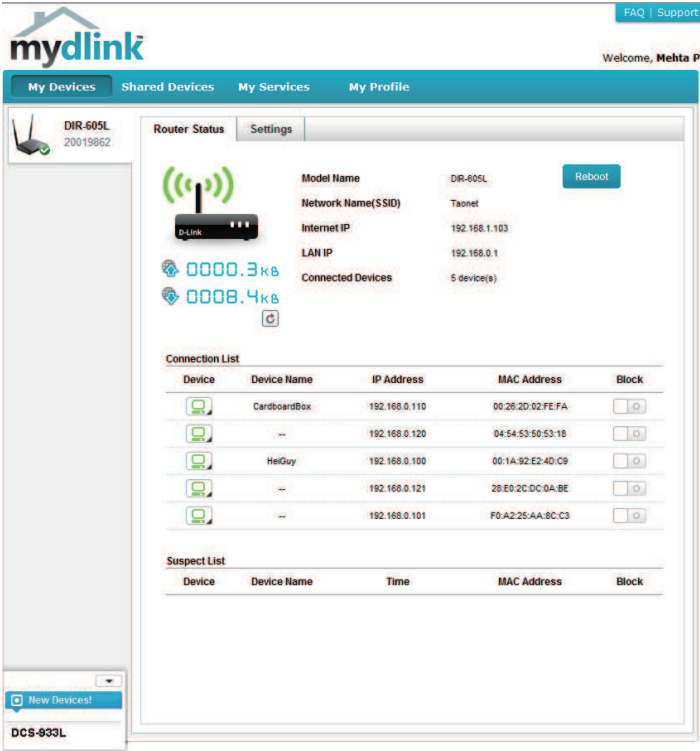 FAQ | Support
mydlink
Welcome, Mehta P
My Devices Shared Devices My Services My Profile
DIR-605L
20019862
Router Status Settings
Model Name DIR-605L Reboot
Network Name(SSID) Taonet
Internet IP 192.168.1.103
LAN IP 192.168.0.1
Connected Devices 5 device(s)
D-Link
0000.3KB
0008.4KB
Connection List
Device Device Name IP Address MAC Address Block
CardboardBox 192.168.0.110 00:26:2D:02:FE:FA
-- 192.168.0.120 04:54:53:50:53:18
HeiGuy 192.168.0.100 00:1A:92:E2:4D:C9
-- 192.168.0.121 28:E0:2C:DC:0A:BE
-- 192.168.0.101 F0:A2:25:AA:8C:C3
Suspect List
Device Device Name Time MAC Address Block
New Devices!
DCS-933L